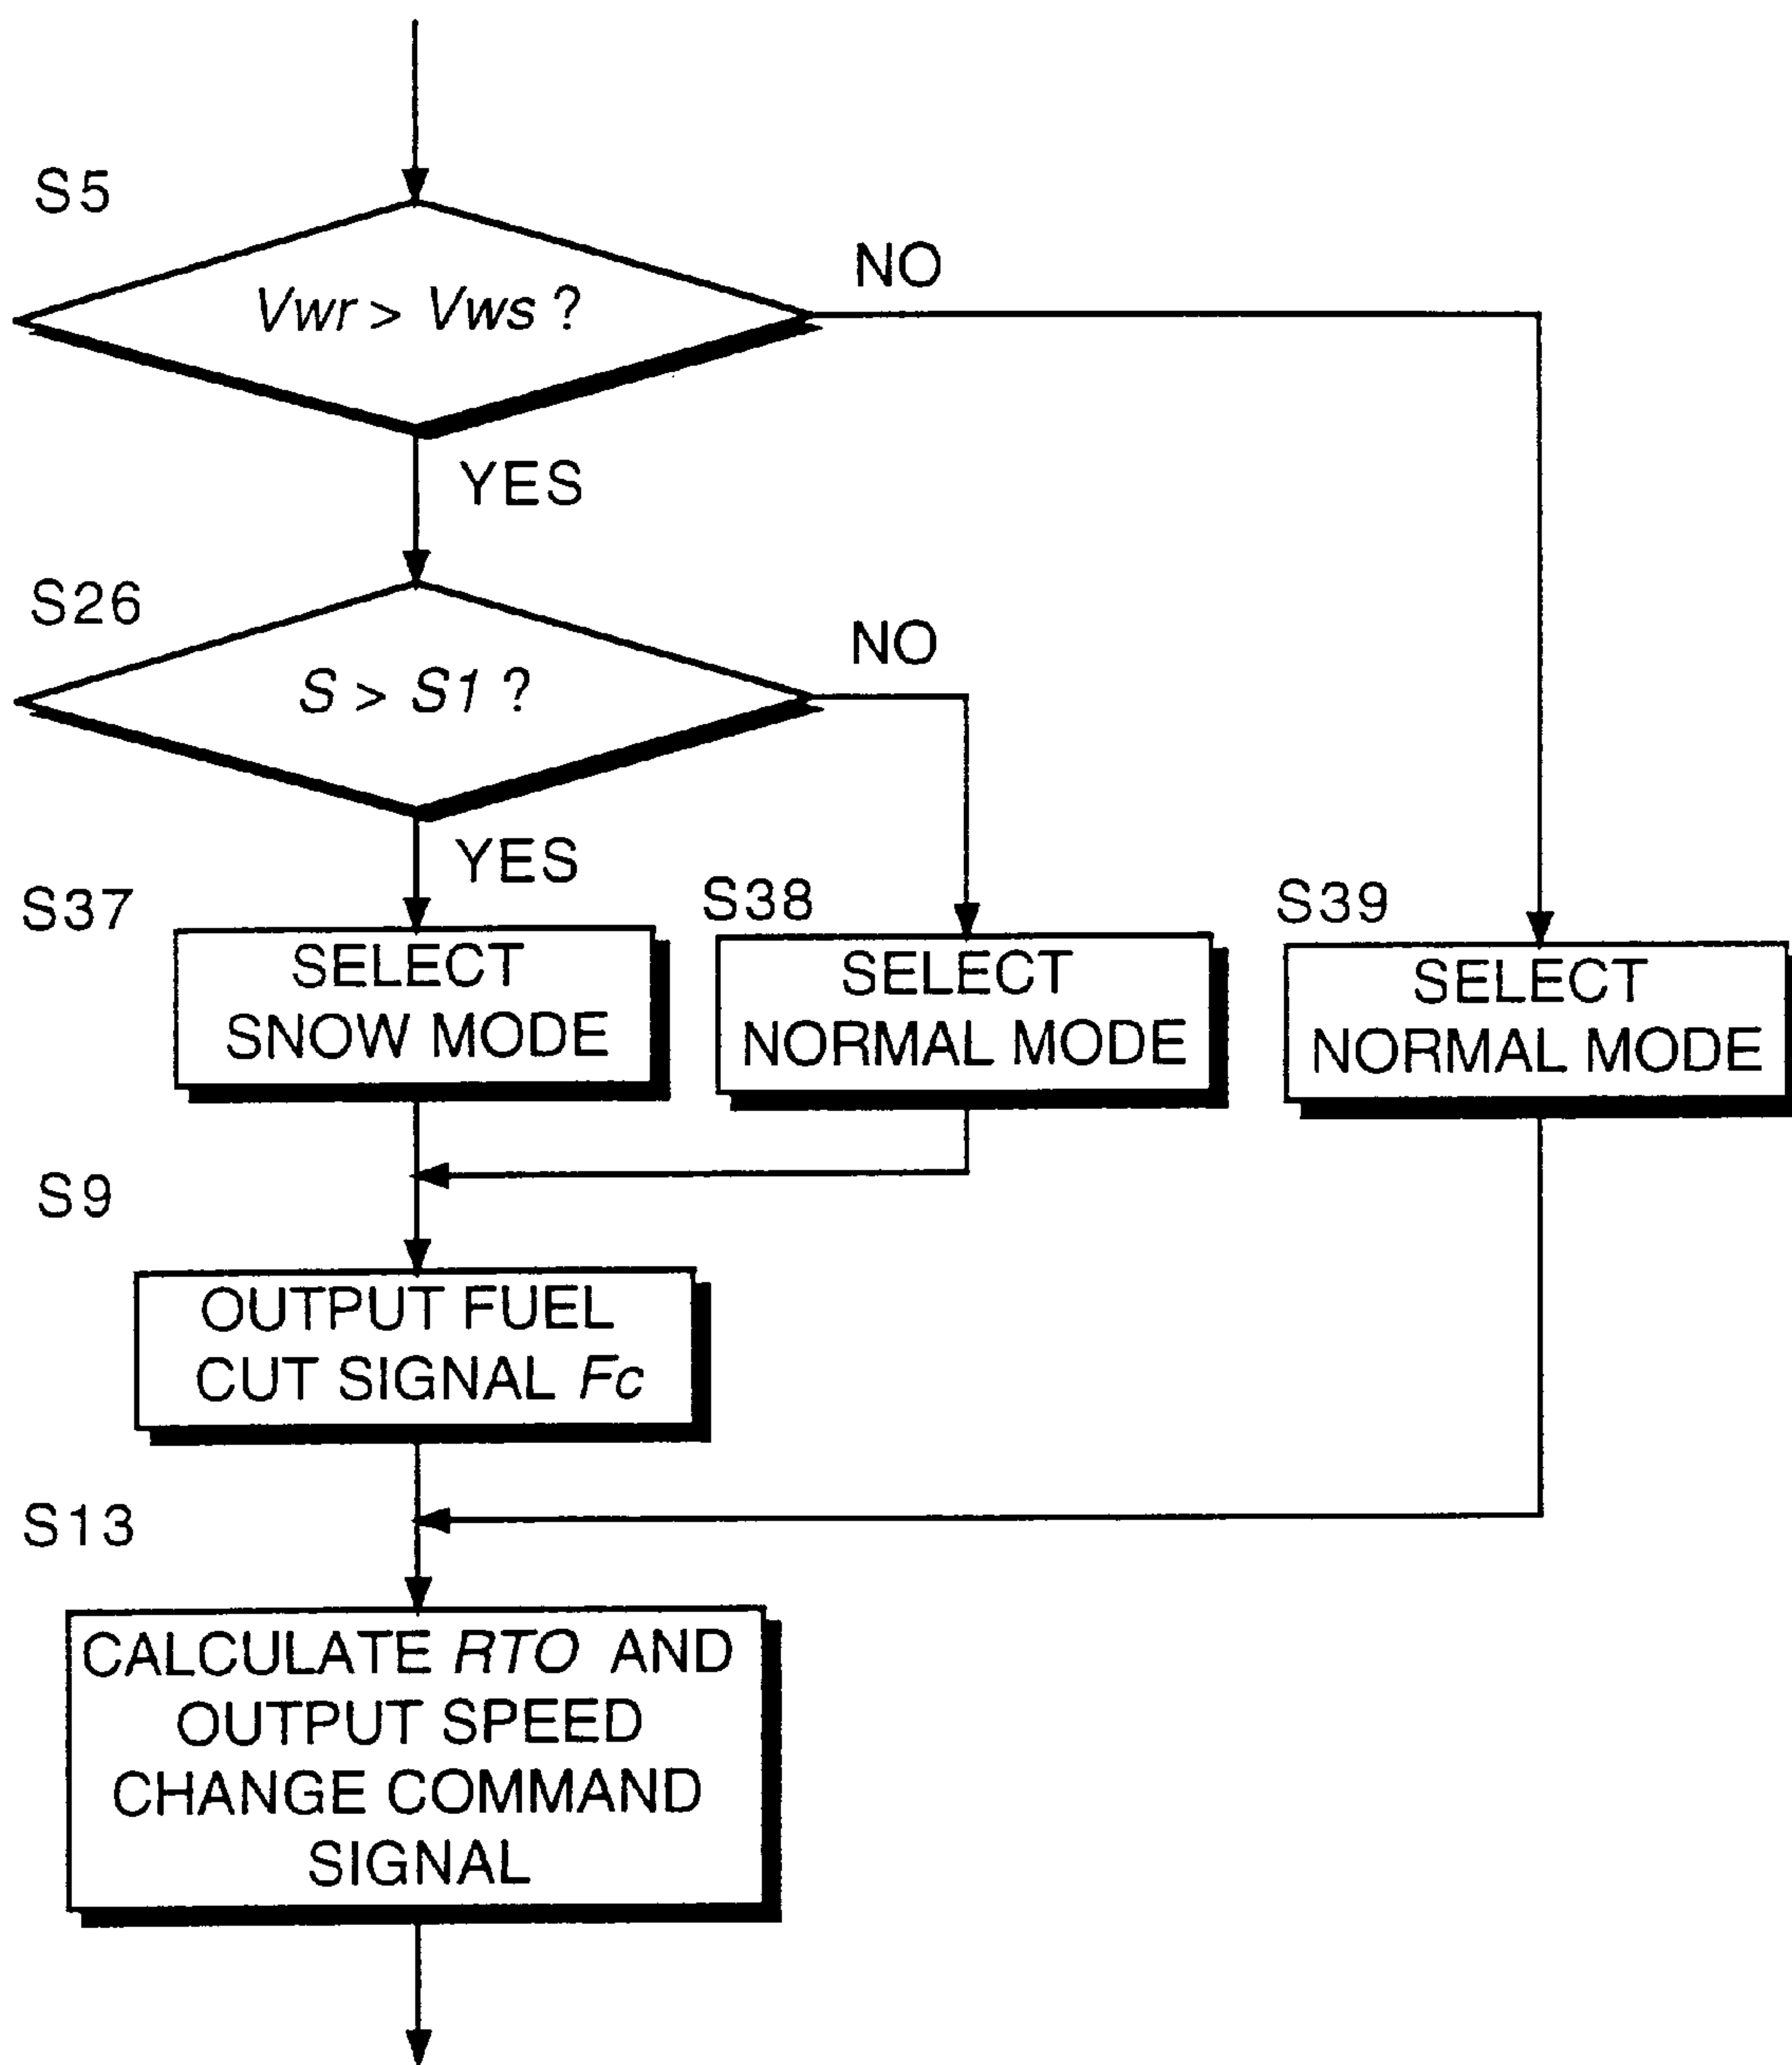 S5
Vwr > Vws ?
NO
YES
S26
S > S1 ?
NO
YES
S37
SELECT
SNOW MODE
S38
SELECT
NORMAL MODE
S39
SELECT
NORMAL MODE
S9
OUTPUT FUEL
CUT SIGNAL Fc
S13
CALCULATE RTO AND
OUTPUT SPEED
CHANGE COMMAND
SIGNAL